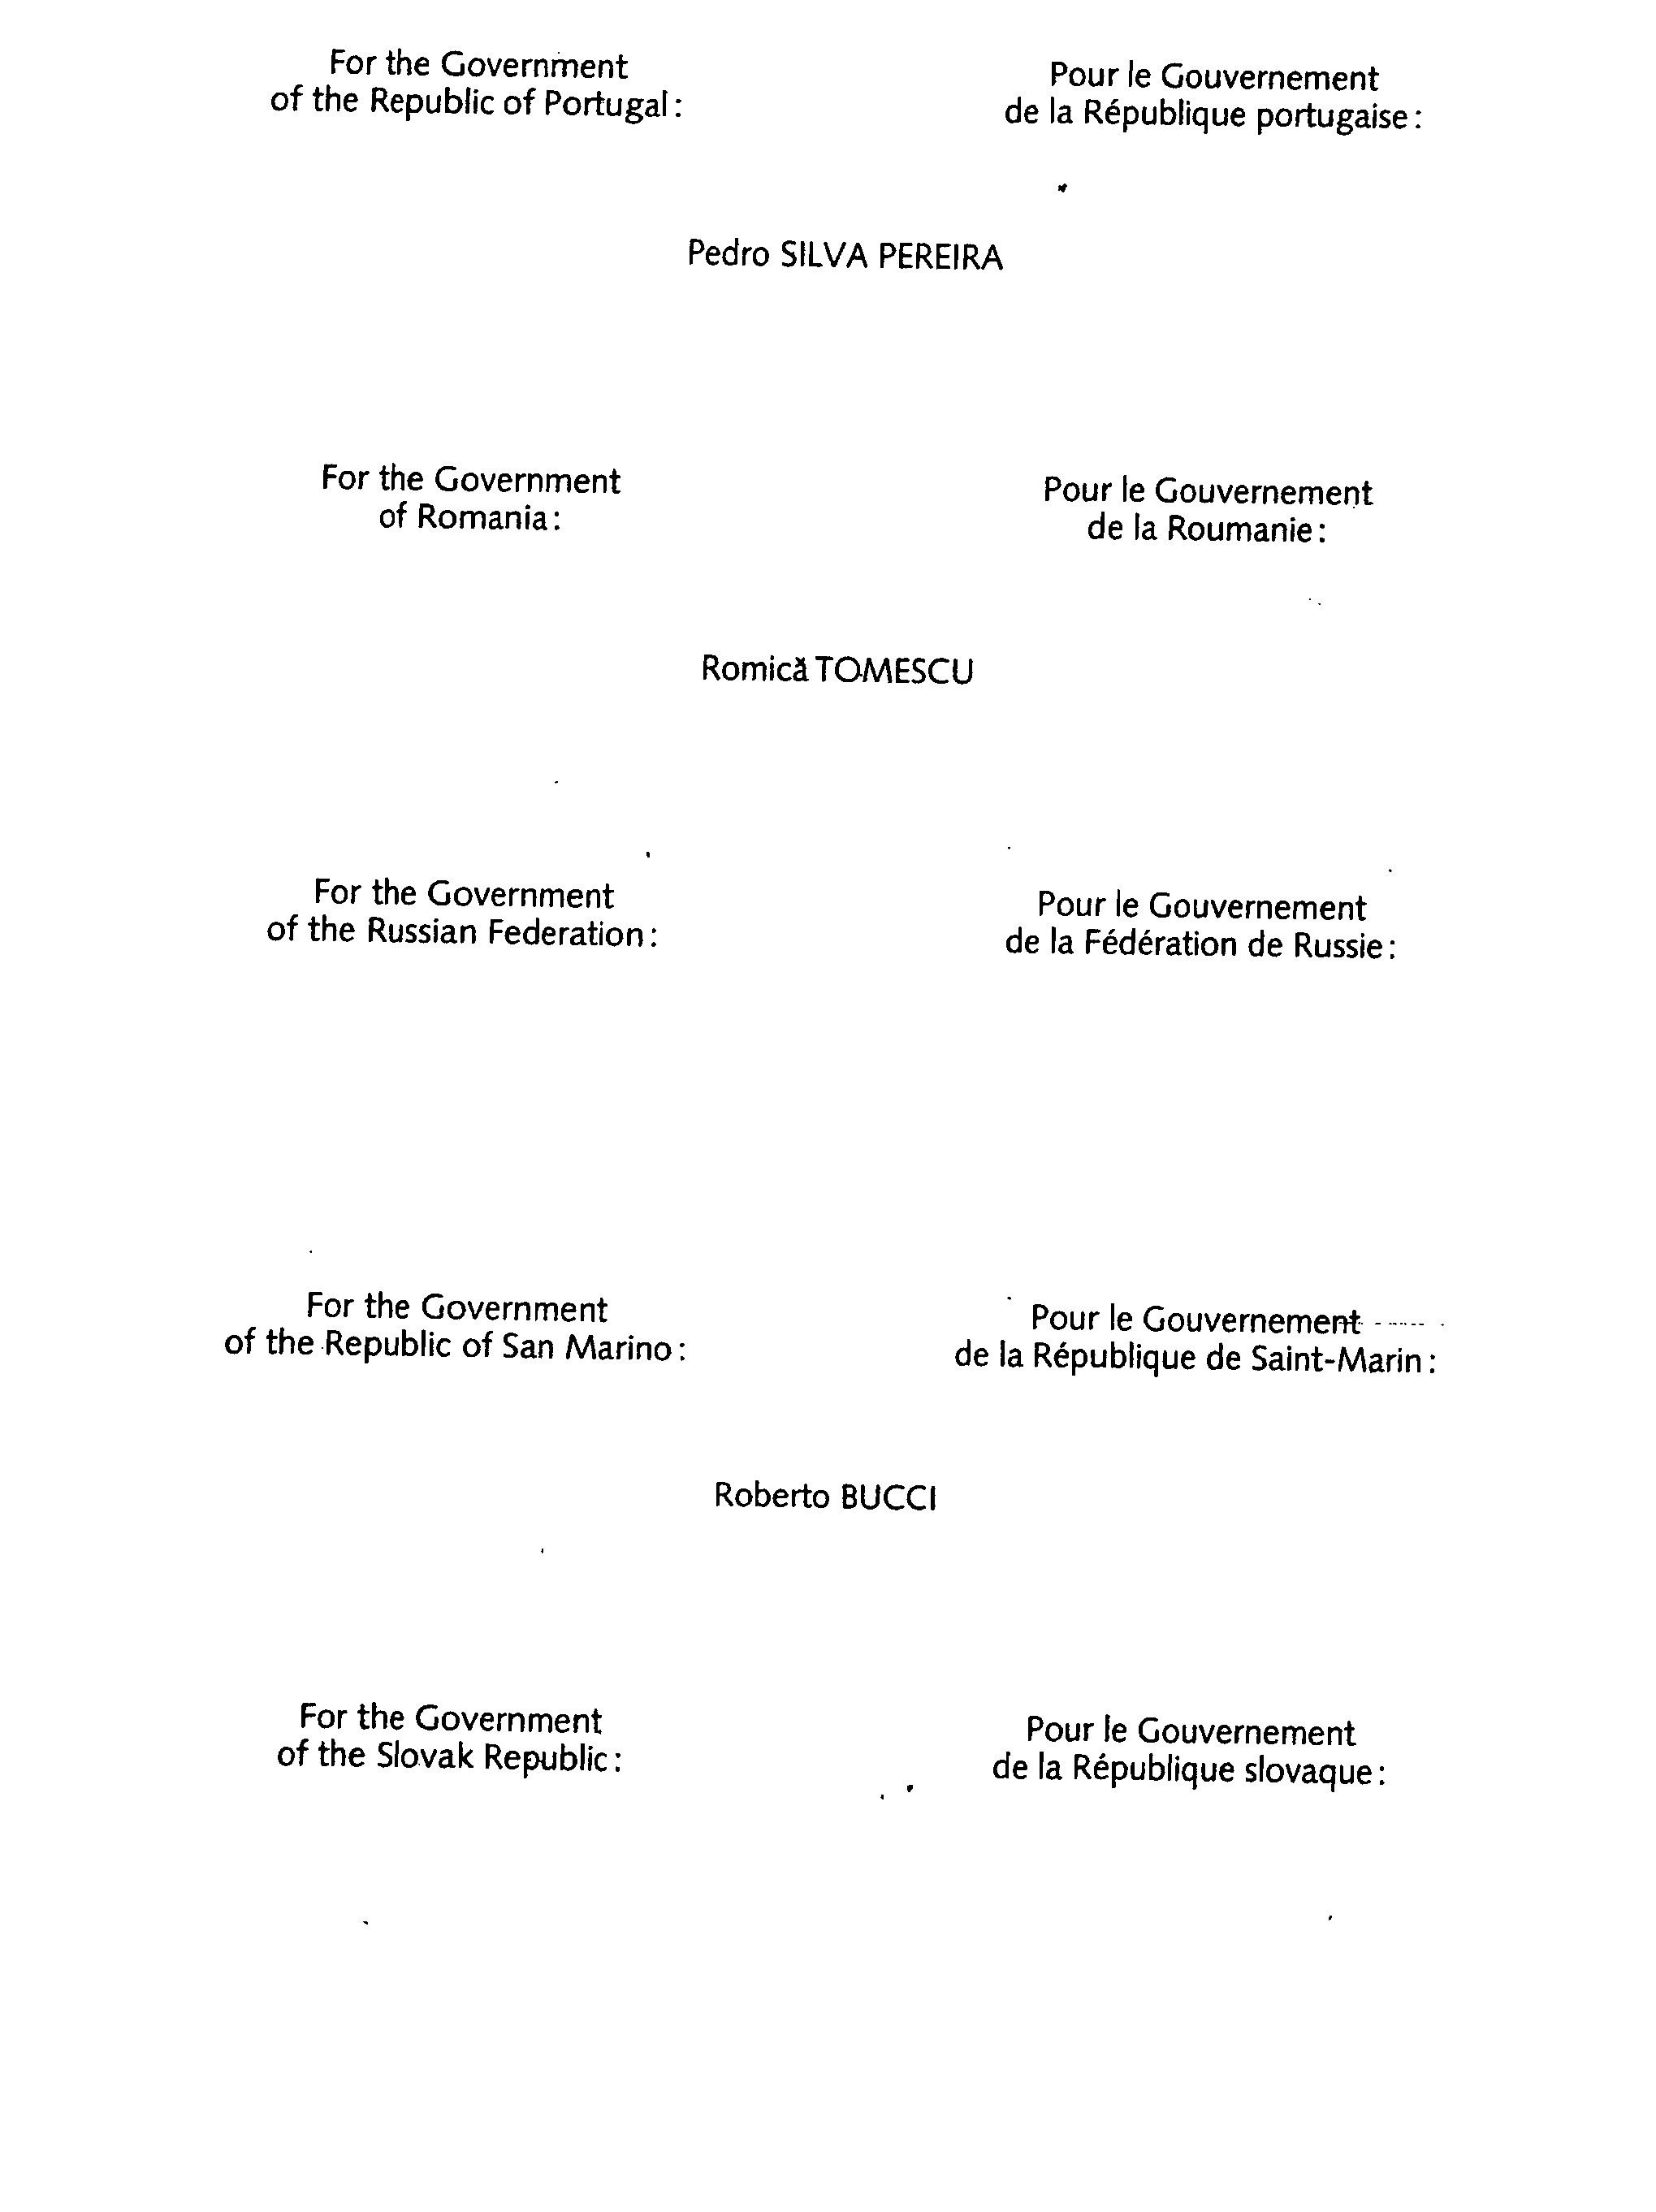 For the Government
of the Republic of Portugal:
Pour le Gouvernement
de la République portugaise:
Pedro SILVA PEREIRA
For the Government
of Romania:
Pour le Gouvernement
de la Roumanie:
Romică TOMESCU
For the Government
of the Russian Federation:
Pour le Gouvernement
de la Fédération de Russie:
For the Government
of the Republic of San Marino:
Pour le Gouvernement
de la République de Saint-Marin:
Roberto BUCCI
For the Government
of the Slovak Republic:
Pour le Gouvernement
de la République slovaque: